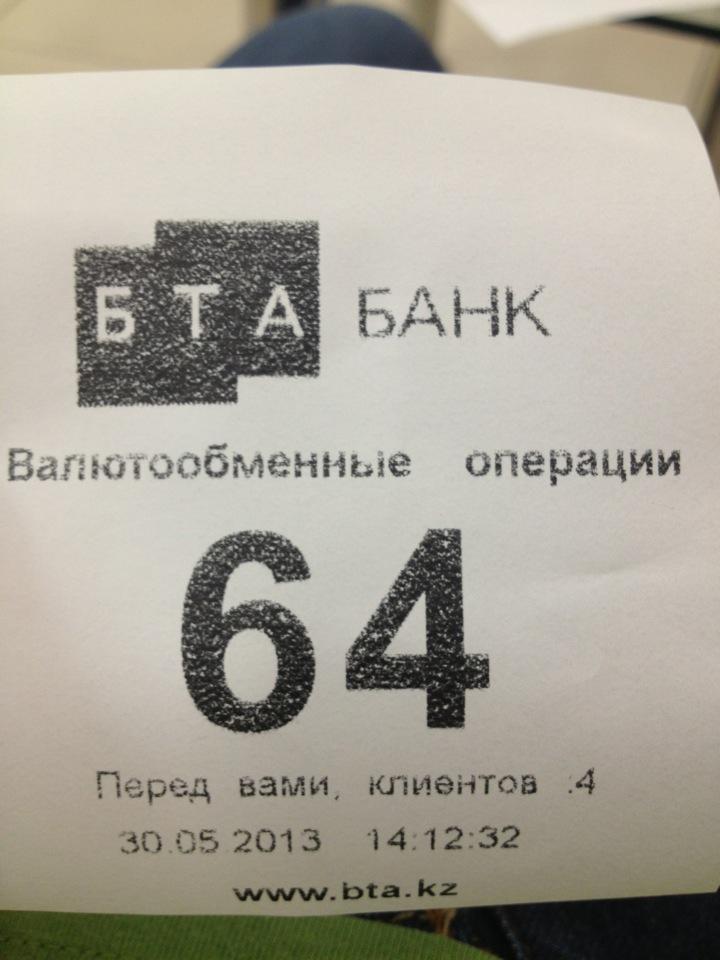 БТА БАНК
Валютообменные операции
64
Перед вами, клиентов :4
30.05.2013 14:12:32
www.bta.kz